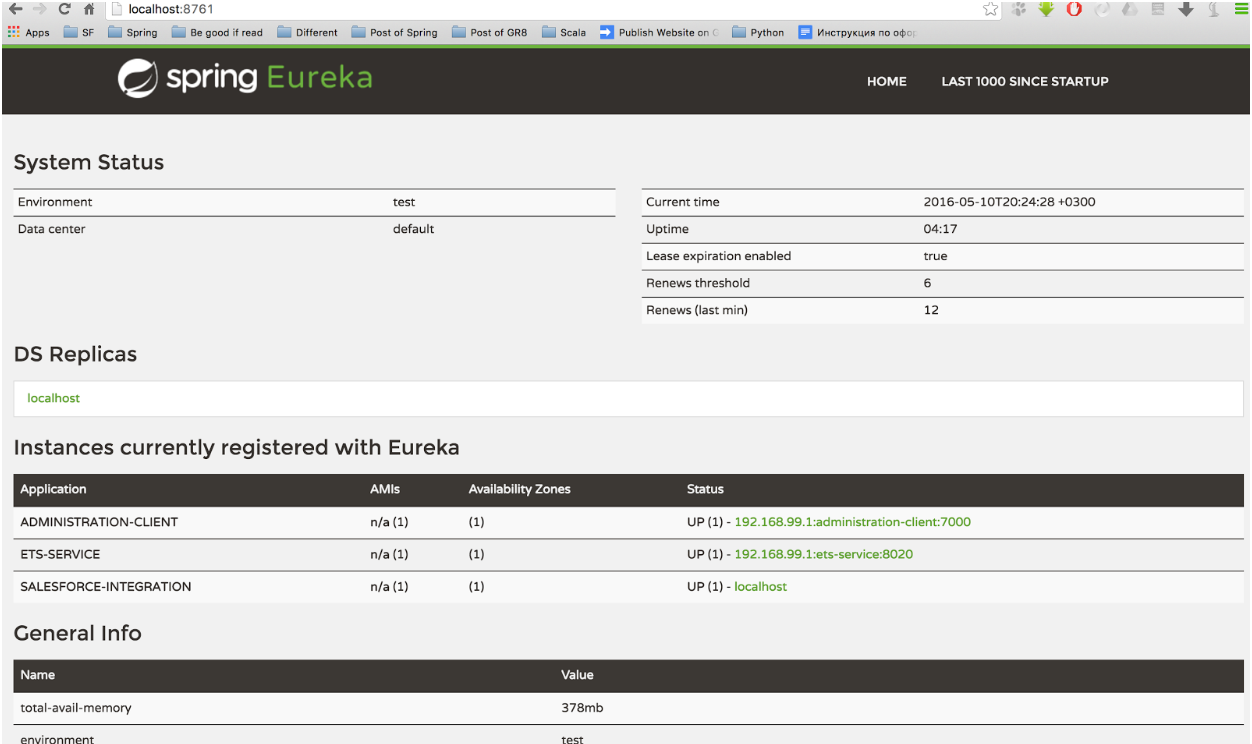 localhost:8761
Apps SF Spring Be good if read Different Post of Spring Post of GR8 Scala Publish Website on Python Инструкция по
spring Eureka HOME LAST 1000 SINCE STARTUP
System Status
Environment test
Data center default
Current time 2016-05-10T20:24:28 +0300
Uptime 04:17
Lease expiration enabled true
Renews threshold 6
Renews (last min) 12
DS Replicas
localhost
Instances currently registered with Eureka
Application AMIs Availability Zones Status
ADMINISTRATION-CLIENT n/a (1) (1) UP (1) - 192.168.99.1:administration-client:7000
ETS-SERVICE n/a (1) (1) UP (1) - 192.168.99.1:ets-service:8020
SALESFORCE-INTEGRATION n/a (1) (1) UP (1) - localhost
General Info
Name Value
total-avail-memory 378mb
environment test